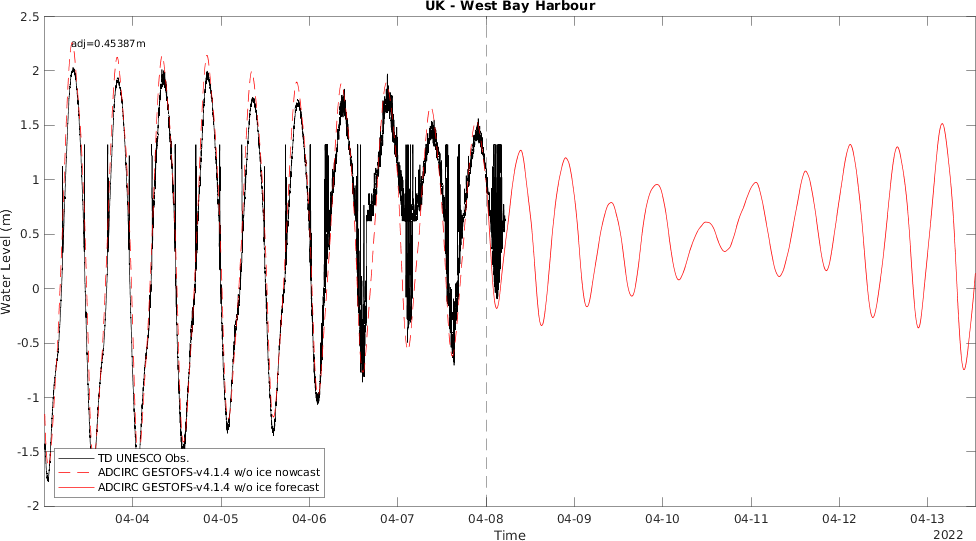 UK - West Bay Harbour
2.5
adj=0.45387m
2
1.5
1
0.5
0
-0.5
-1
-1.5
-2
Water Level (m)
TD UNESCO Obs.
ADCIRC GESTOFS-v4.1.4 w/o ice nowcast
ADCIRC GESTOFS-v4.1.4 w/o ice forecast
04-04 04-05 04-06 04-07 04-08 04-09 04-10 04-11 04-12 04-13
Time
2022